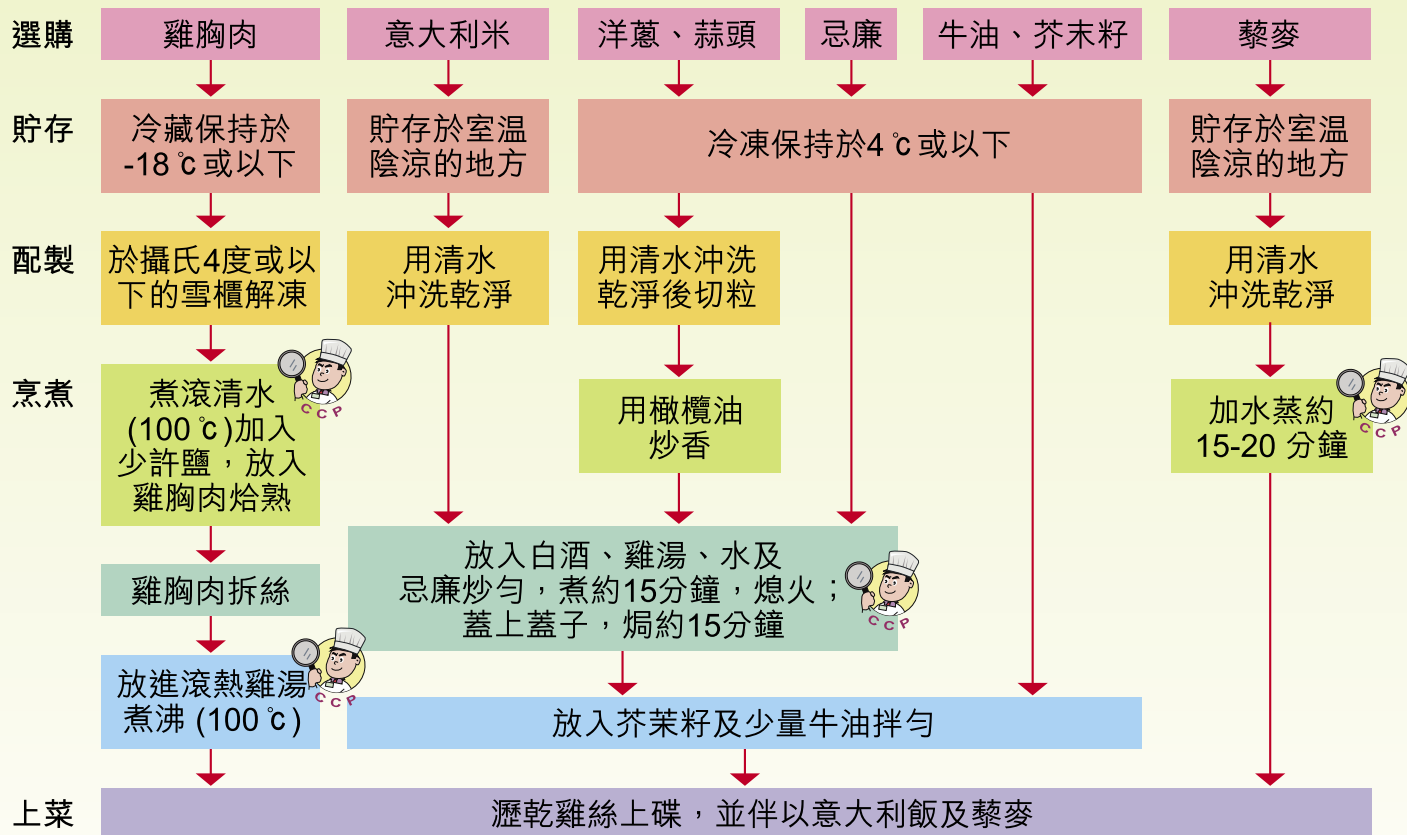 選購
雞胸肉
意大利米
洋蔥、蒜頭
忌廉
牛油、芥末籽
藜麥
貯存
冷藏保持於
-18℃或以下
貯存於室温
陰涼的地方
冷凍保持於4℃或以下
貯存於室温
陰涼的地方
配製
於攝氏4度或以
下的雪櫃解凍
用清水
沖洗乾淨
用清水沖洗
乾淨後切粒
用清水
沖洗乾淨
烹煮
煮滾清水
(100℃)加入
少許鹽，放入
雞胸肉烚熟
CCP
用橄欖油
炒香
加水蒸約
15-20 分鐘
CCP
雞胸肉拆絲
放入白酒、雞湯、水及
忌廉炒勻，煮約15分鐘，熄火；
蓋上蓋子，焗約15分鐘
CCP
放進滾熱雞湯
煮沸 (100℃)
CCP
放入芥茉籽及少量牛油拌勻
上菜
瀝乾雞絲上碟，並伴以意大利飯及藜麥